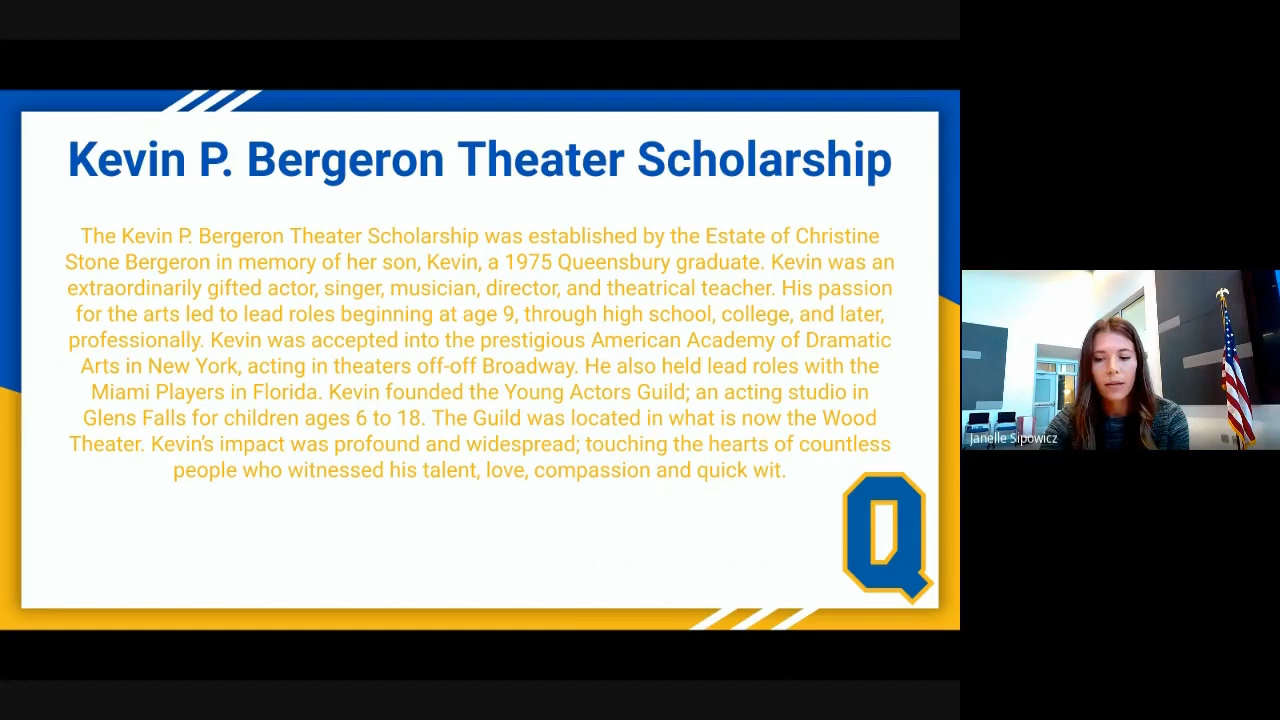 Kevin P. Bergeron Theater Scholarship
The Kevin P. Bergeron Theater Scholarship was established by the Estate of Christine
Stone Bergeron in memory of her son, Kevin, a 1975 Queensbury graduate. Kevin was an
extraordinarily gifted actor, singer, musician, director, and theatrical teacher. His passion
for the arts led to lead roles beginning at age 9, through high school, college, and later,
professionally. Kevin was accepted into the prestigious American Academy of Dramatic
Arts in New York, acting in theaters off-off Broadway. He also held lead roles with the
Miami Players in Florida. Kevin founded the Young Actors Guild; an acting studio in
Glens Falls for children ages 6 to 18. The Guild was located in what is now the Wood
Theater. Kevin’s impact was profound and widespread; touching the hearts of countless
people who witnessed his talent, love, compassion and quick wit.
Q
Janelle Sipowicz